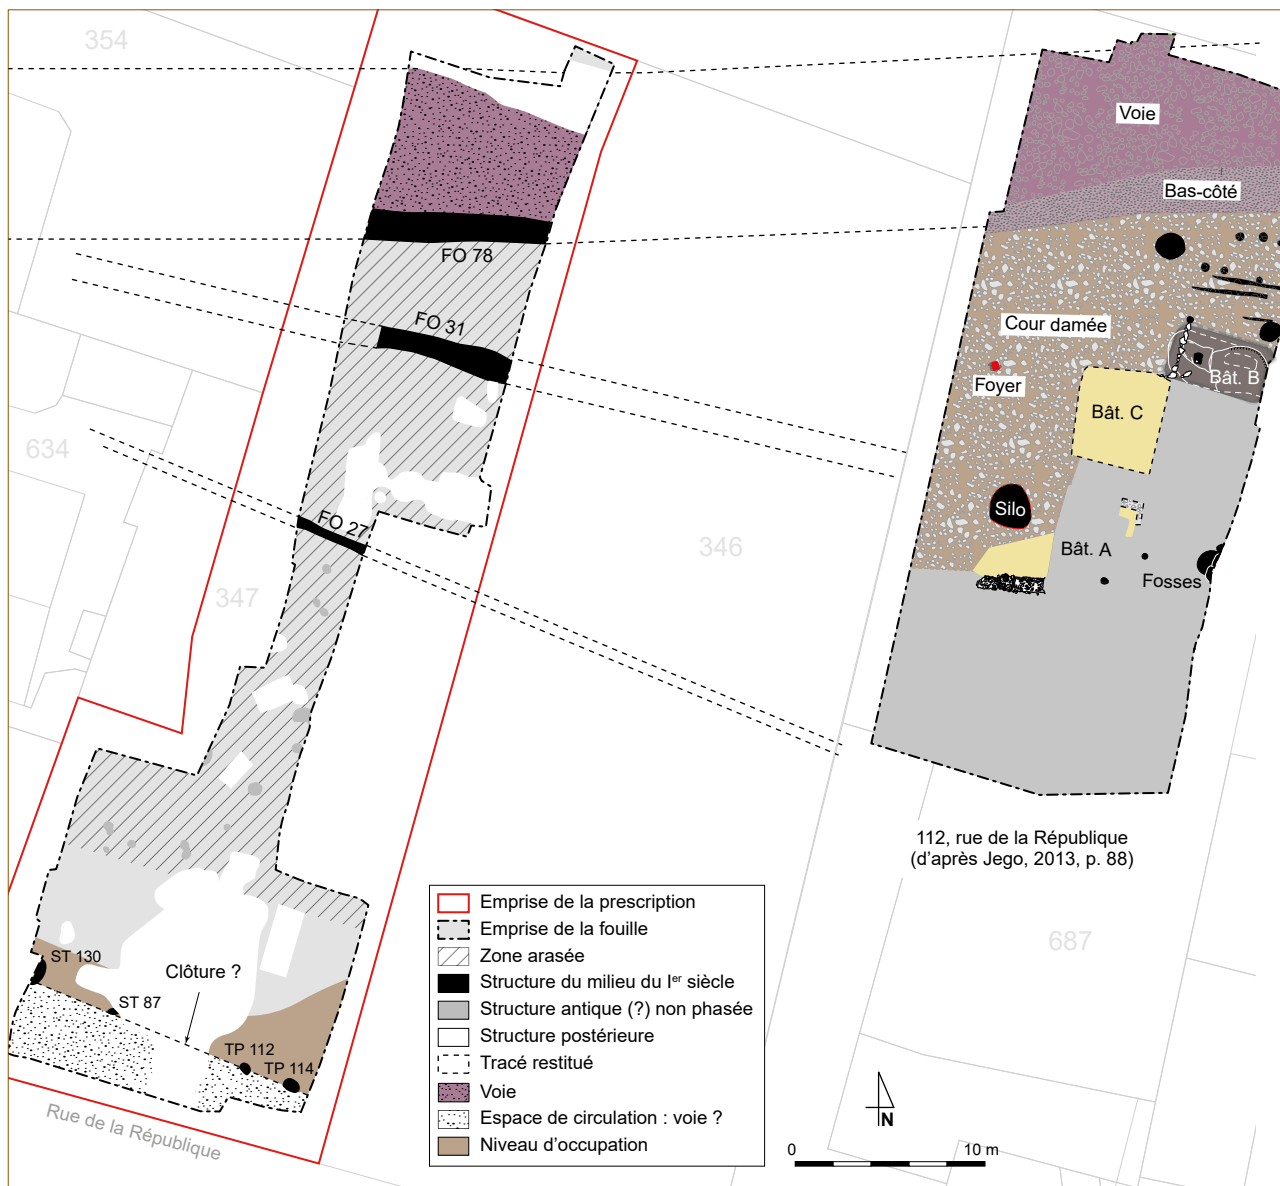 354
Voie
Bas-côté
FO 78
FO 31
Cour damée
Foyer
Bât. B
Bât. C
634
Silo
FO 27
346
Bât. A
Fosses
347
112, rue de la République
(d'après Jego, 2013, p. 88)
687
ST 130
Clôture ?
ST 87
TP 112
TP 114
Rue de la République
Emprise de la prescription
Emprise de la fouille
Zone arasée
Structure du milieu du Ier siècle
Structure antique (?) non phasée
Structure postérieure
Tracé restitué
Voie
Espace de circulation : voie ?
Niveau d'occupation
N
0 10 m